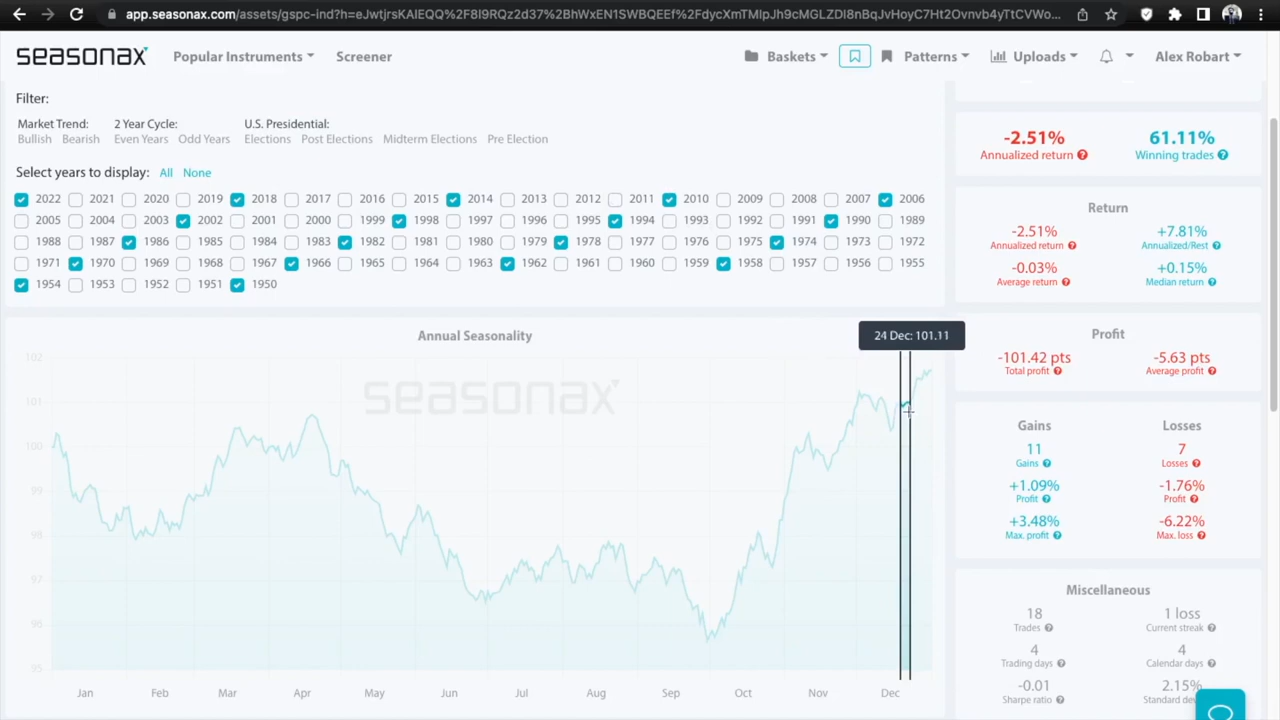 app.seasonax.com/assets/gspc-ind?h=eJwtjrsKAIEQQ%2F8I9RQz2d37%2BhWxEN1SWBQEEf%2FdycXmTMlpJh9cMGLZDI8nBqJvHoyC7Ht2Ovnvb4yTtCVWo...
seasonax Popular Instruments Screener Baskets Patterns Uploads Alex Robart
Filter:
Market Trend: 2 Year Cycle: U.S. Presidential:
Bullish Bearish Even Years Odd Years Elections Post Elections Midterm Elections Pre Election
Select years to display: All None
2022 2021 2020 2019 2018 2017 2016 2015 2014 2013 2012 2011 2010 2009 2008 2007 2006
2005 2004 2003 2002 2001 2000 1999 1998 1997 1996 1995 1994 1993 1992 1991 1990 1989
1988 1987 1986 1985 1984 1983 1982 1981 1980 1979 1978 1977 1976 1975 1974 1973 1972
1971 1970 1969 1968 1967 1966 1965 1964 1963 1962 1961 1960 1959 1958 1957 1956 1955
1954 1953 1952 1951 1950
Annual Seasonality
24 Dec: 101.11
seasonax
102
101
100
99
98
97
96
95
Jan Feb Mar Apr May Jun Jul Aug Sep Oct Nov Dec
-2.51% 61.11%
Annualized return Winning trades
Return
-2.51% +7.81%
Annualized return Annualized/Rest
-0.03% +0.15%
Average return Median return
Profit
-101.42 pts -5.63 pts
Total profit Average profit
Gains Losses
11 7
Gains Losses
+1.09% -1.76%
Profit Profit
+3.48% -6.22%
Max. profit Max. loss
Miscellaneous
18 1 loss
Trades Current streak
4 4
Trading days Calendar days
-0.01 2.15%
Sharpe ratio Standard